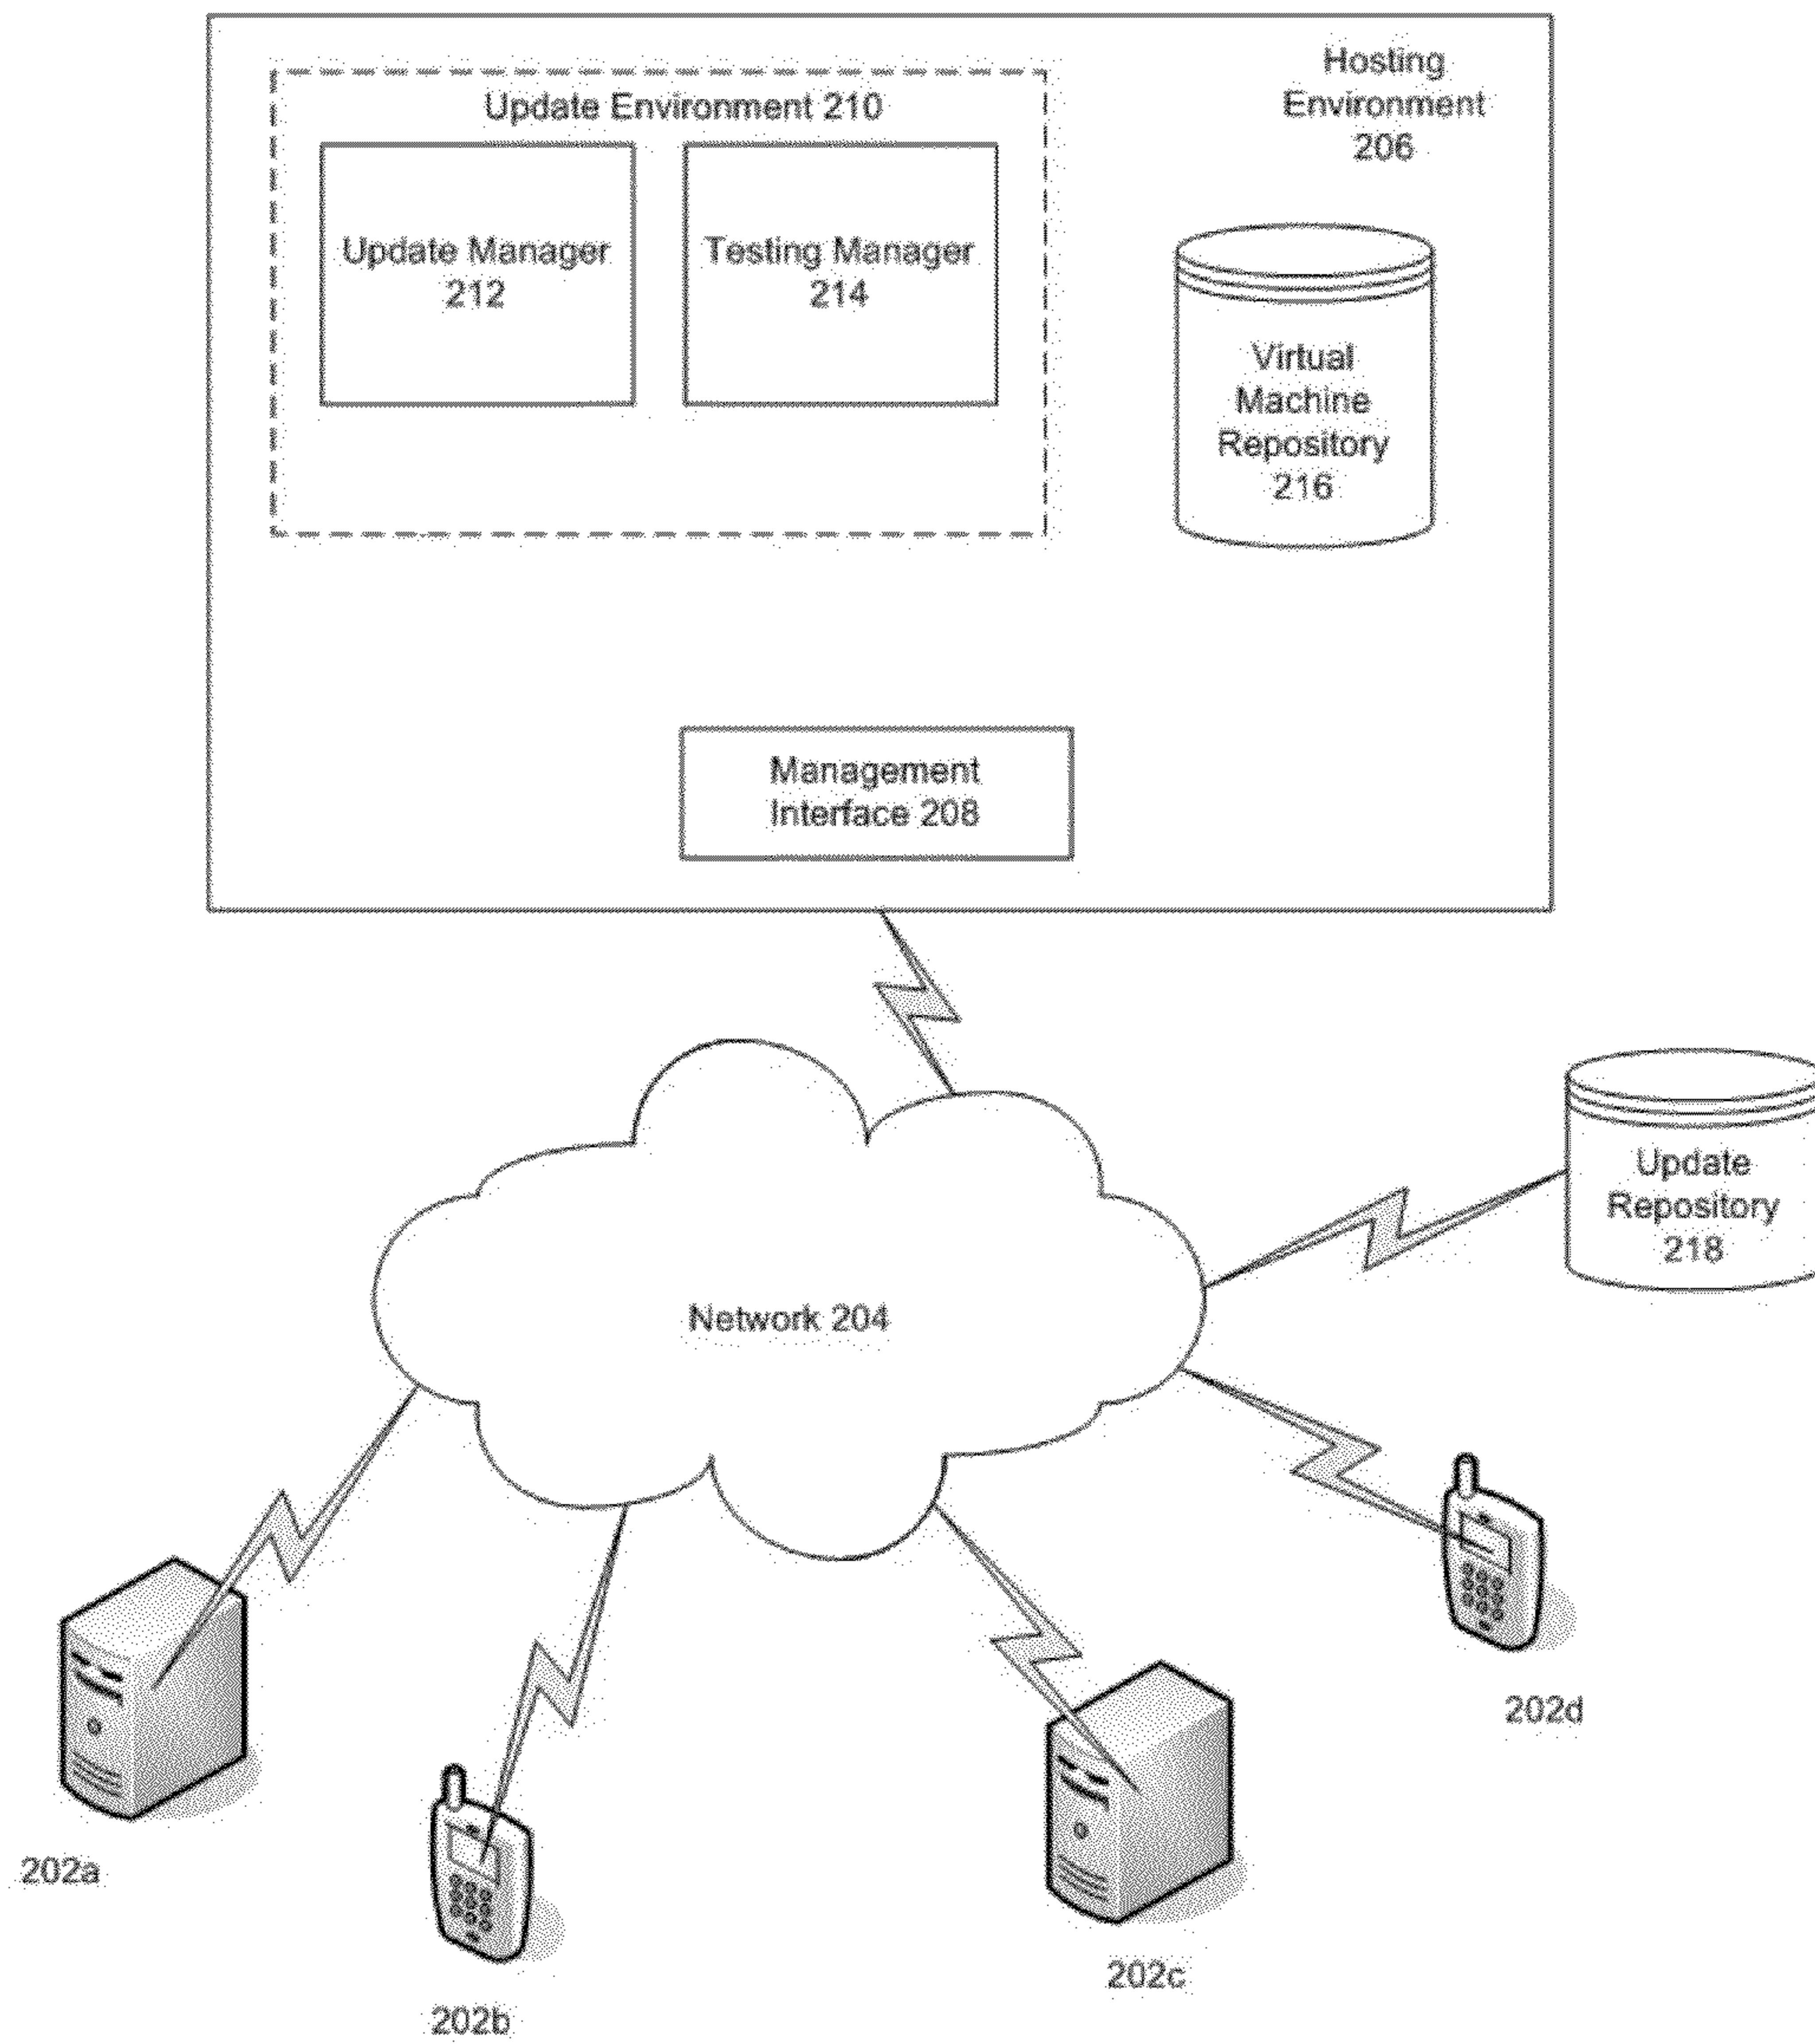 Hosting
Environment
206
Update Environment 210
Update Manager
212
Testing Manager
214
Virtual
Machine
Repository
216
Management
Interface 208
Update
Repository
218
Network 204
202d
202a
202c
202b